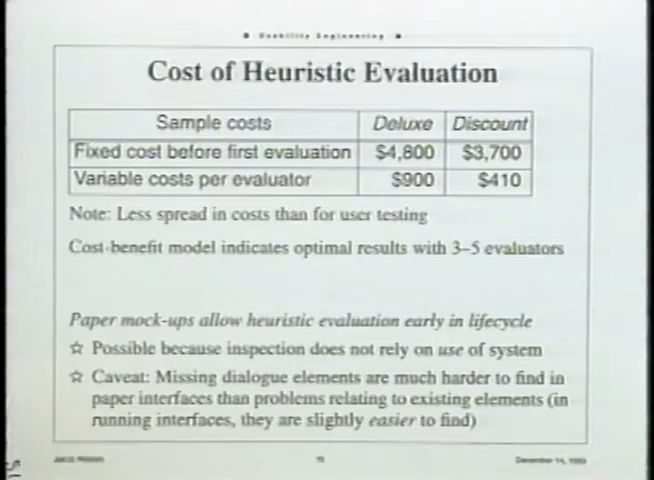 Usability Engineering
Cost of Heuristic Evaluation
Sample costs Deluxe Discount
Fixed cost before first evaluation $4,800 $3,700
Variable costs per evaluator $900 $410
Note: Less spread in costs than for user testing
Cost-benefit model indicates optimal results with 3–5 evaluators
Paper mock-ups allow heuristic evaluation early in lifecycle
☆ Possible because inspection does not rely on use of system
☆ Caveat: Missing dialogue elements are much harder to find in
paper interfaces than problems relating to existing elements (in
running interfaces, they are slightly easier to find)
December